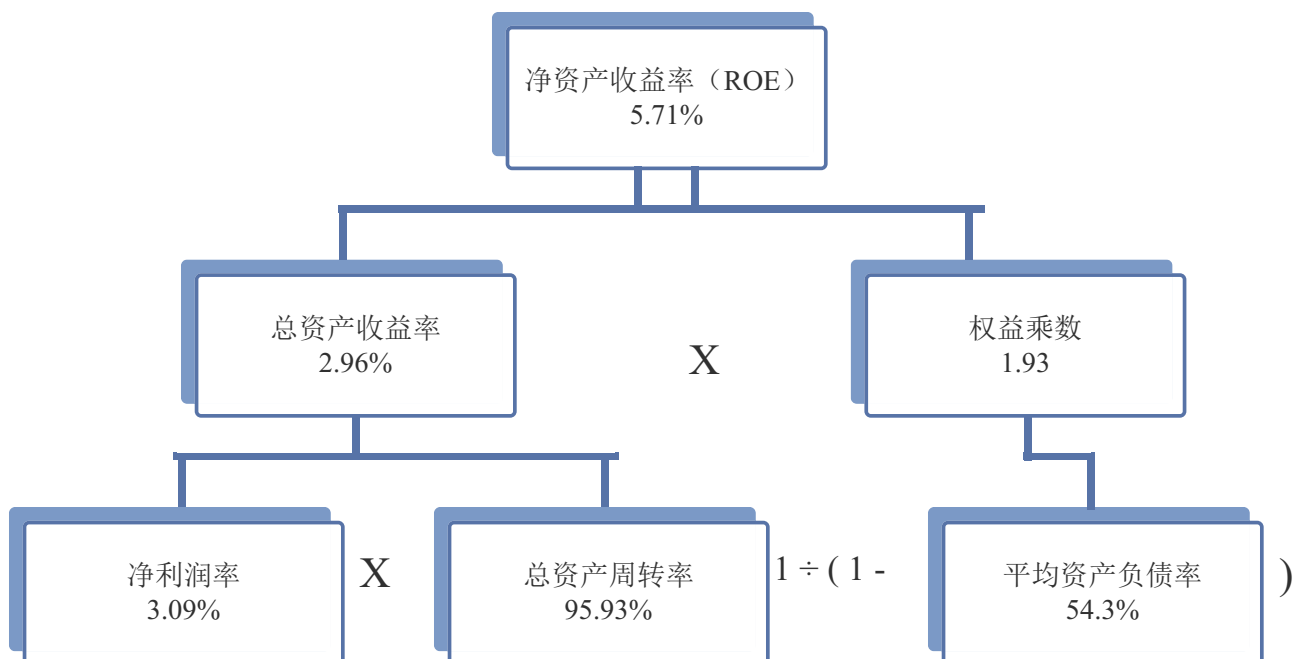 净资产收益率（ROE）
5.71%
总资产收益率
2.96%
X
权益乘数
1.93
净利润率
3.09%
X
总资产周转率
95.93%
1 ÷ ( 1 -
平均资产负债率
54.3%
)